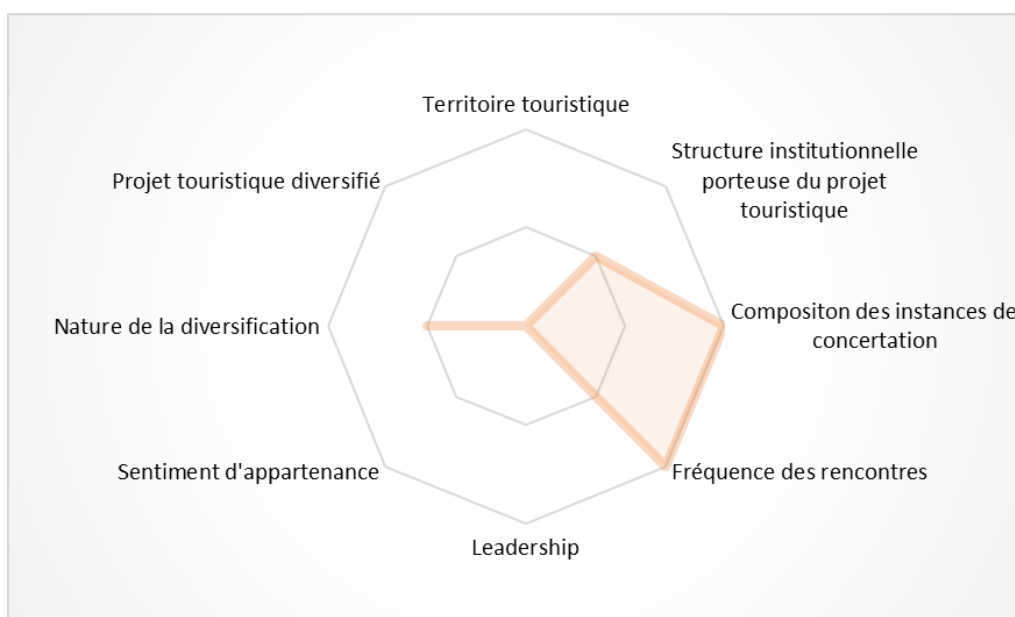 Territoire touristique
Structure institutionnelle
porteuse du projet
touristique
Compositon des instances de
concertation
Fréquence des rencontres
Leadership
Sentiment d'appartenance
Nature de la diversification
Projet touristique diversifié